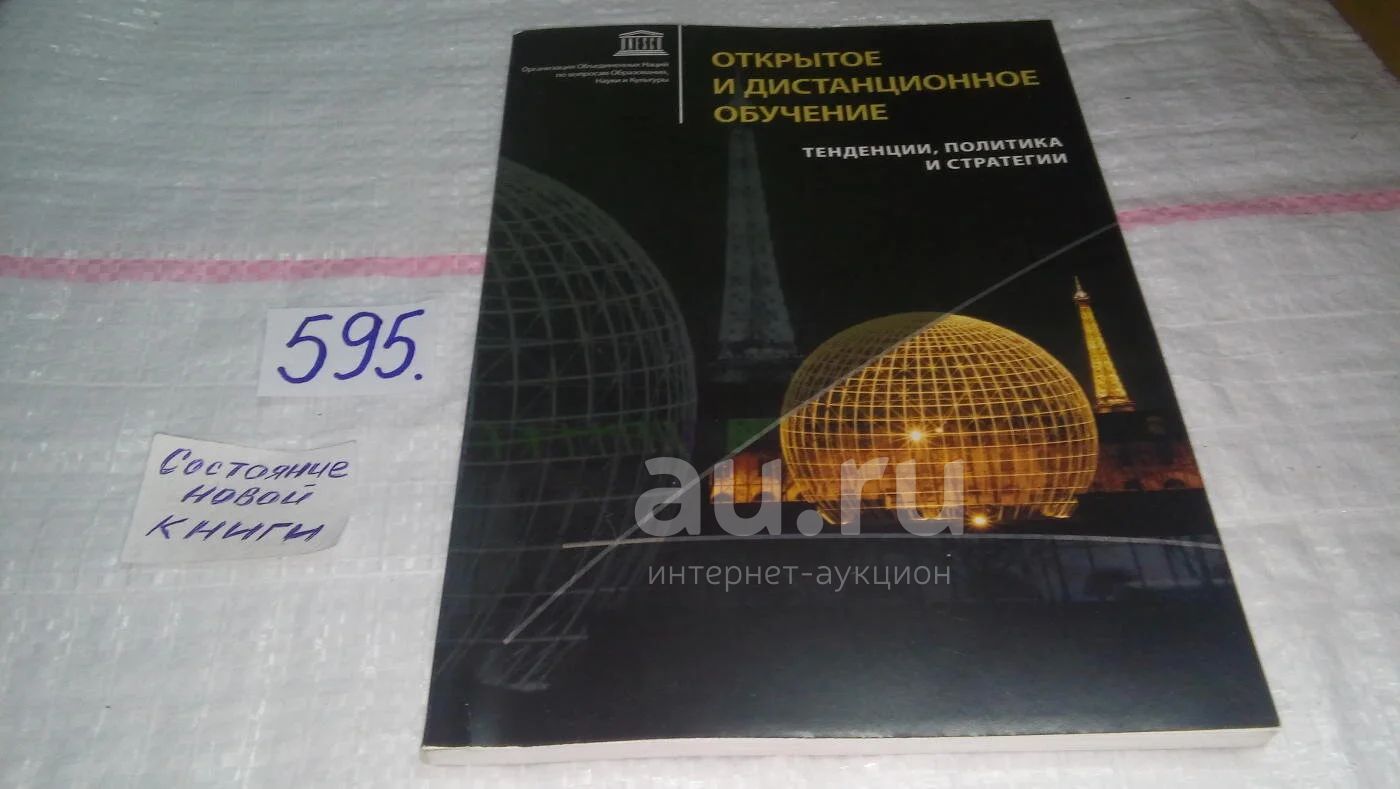 UNESCO
Организация Объединенных Наций
по вопросам Образования,
Науки и Культуры
ОТКРЫТОЕ
И ДИСТАНЦИОННОЕ
ОБУЧЕНИЕ
ТЕНДЕНЦИИ, ПОЛИТИКА
И СТРАТЕГИИ
595.
Состояние
новой
книги
au.ru
интернет-аукцион